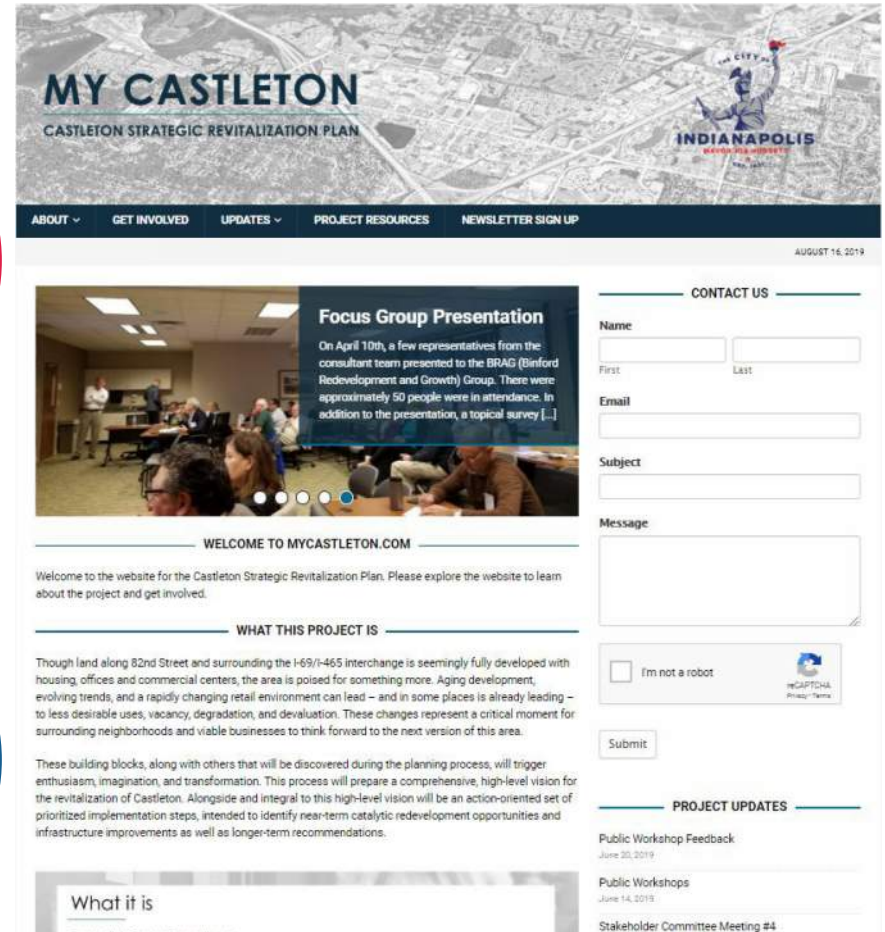 MY CASTLETON
CASTLETON STRATEGIC REVITALIZATION PLAN
THE CITY OF
INDIANAPOLIS
ABOUT
GET INVOLVED
UPDATES
PROJECT RESOURCES
NEWSLETTER SIGN UP
AUGUST 16, 2019
Focus Group Presentation
On April 10th, a few representatives from the
consultant team presented to the BRAG (Binford
Redevelopment and Growth) Group. There were
approximately 50 people were in attendance. In
addition to the presentation, a topical survey [...]
WELCOME TO MYCASTLETON.COM
Welcome to the website for the Castleton Strategic Revitalization Plan. Please explore the website to learn
about the project and get involved.
WHAT THIS PROJECT IS
Though land along 82nd Street and surrounding the I-69/I-465 interchange is seemingly fully developed with
housing, offices and commercial centers, the area is poised for something more. Aging development,
evolving trends, and a rapidly changing retail environment can lead – and in some places is already leading –
to less desirable uses, vacancy, degradation, and devaluation. These changes represent a critical moment for
surrounding neighborhoods and viable businesses to think forward to the next version of this area.
These building blocks, along with others that will be discovered during the planning process, will trigger
enthusiasm, imagination, and transformation. This process will prepare a comprehensive, high-level vision for
the revitalization of Castleton. Alongside and integral to this high-level vision will be an action-oriented set of
prioritized implementation steps, intended to identify near-term catalytic redevelopment opportunities and
infrastructure improvements as well as longer-term recommendations.
What it is
CONTACT US
Name
First
Last
Email
Subject
Message
I'm not a robot
reCAPTCHA
Privacy - Terms
Submit
PROJECT UPDATES
Public Workshop Feedback
June 20, 2019
Public Workshops
June 14, 2019
Stakeholder Committee Meeting #4